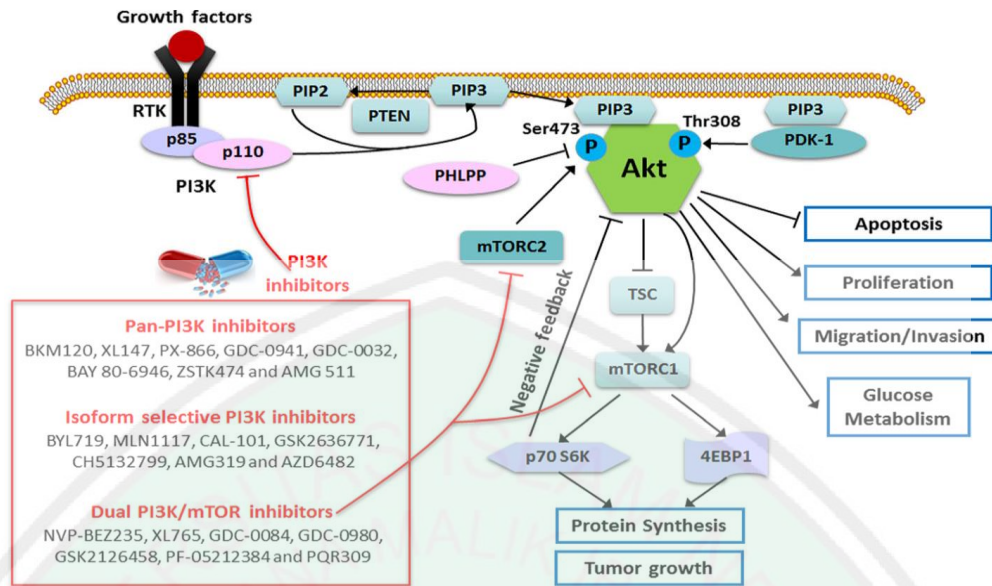 Growth factors
RTK
PIP2
PIP3
PTEN
p85
p110
PI3K
PIP3
Ser473
P
PHLPP
Akt
PIP3
Thr308
P
PDK-1
mTORC2
PI3K
inhibitors
Pan-PI3K inhibitors
BKM120, XL147, PX-866, GDC-0941, GDC-0032,
BAY 80-6946, ZSTK474 and AMG 511
Isoform selective PI3K inhibitors
BYL719, MLN1117, CAL-101, GSK2636771,
CH5132799, AMG319 and AZD6482
Dual PI3K/mTOR inhibitors
NVP-BEZ235, XL765, GDC-0084, GDC-0980,
GSK2126458, PF-05212384 and PQR309
Negative feedback
TSC
mTORC1
p70 S6K
4EBP1
Protein Synthesis
Tumor growth
Apoptosis
Proliferation
Migration/Invasion
Glucose
Metabolism